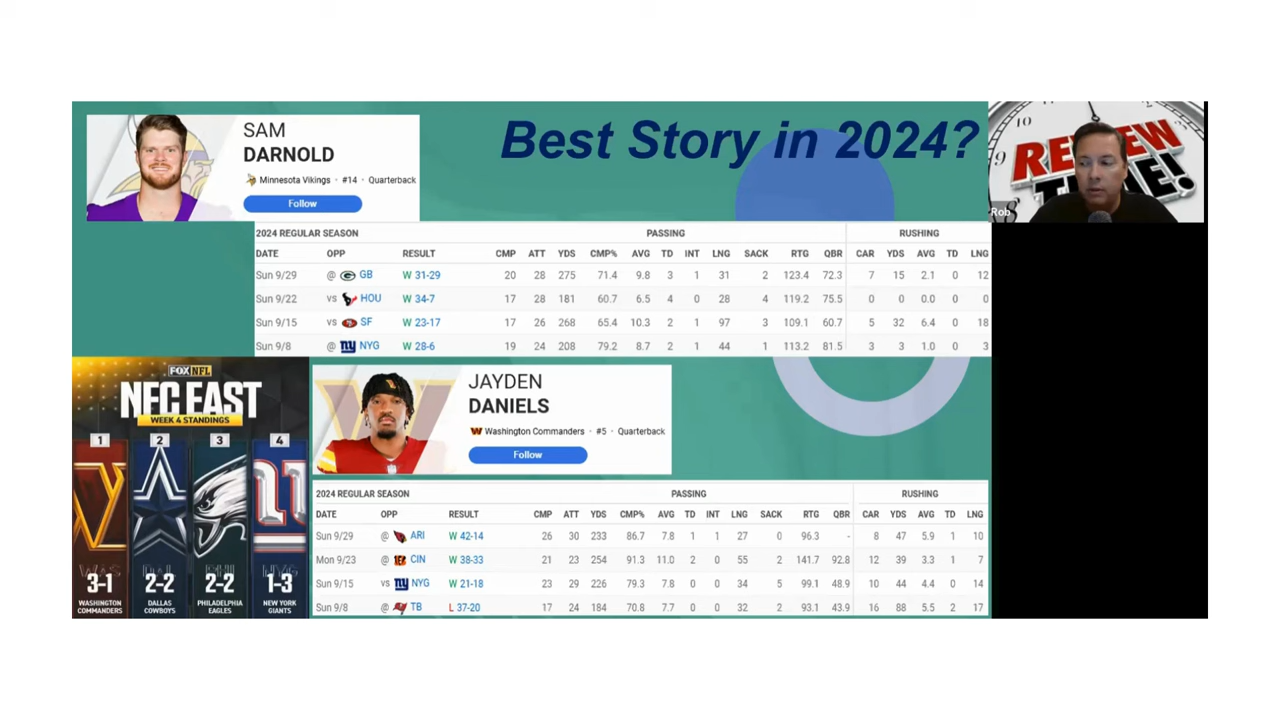 Best Story in 2024?
SAM
DARNOLD
Minnesota Vikings · #14 · Quarterback
Follow
10
9
8
REVIEW
TIME!
Rob
2024 REGULAR SEASON PASSING RUSHING
DATE OPP RESULT CMP ATT YDS CMP% AVG TD INT LNG SACK RTG QBR CAR YDS AVG TD LNG
Sun 9/29 @ GB W 31-29 20 28 275 71.4 9.8 3 1 31 2 123.4 72.3 7 15 2.1 0 12
Sun 9/22 vs HOU W 34-7 17 28 181 60.7 6.5 4 0 28 4 119.2 75.5 0 0 0.0 0 0
Sun 9/15 vs SF W 23-17 17 26 268 65.4 10.3 2 1 97 3 109.1 60.7 5 32 6.4 0 18
Sun 9/8 @ NYG W 28-6 19 24 208 79.2 8.7 2 1 44 1 113.2 81.5 3 3 1.0 0 3
FOX NFL
NFC EAST
WEEK 4 STANDINGS
1 2 3 4
3-1 2-2 2-2 1-3
WASHINGTON COMMANDERS DALLAS COWBOYS PHILADELPHIA EAGLES NEW YORK GIANTS
JAYDEN
DANIELS
Washington Commanders · #5 · Quarterback
Follow
2024 REGULAR SEASON PASSING RUSHING
DATE OPP RESULT CMP ATT YDS CMP% AVG TD INT LNG SACK RTG QBR CAR YDS AVG TD LNG
Sun 9/29 @ ARI W 42-14 26 30 233 86.7 7.8 1 1 27 0 96.3 - 8 47 5.9 1 10
Mon 9/23 @ CIN W 38-33 21 23 254 91.3 11.0 2 0 55 2 141.7 92.8 12 39 3.3 1 7
Sun 9/15 vs NYG W 21-18 23 29 226 79.3 7.8 0 0 34 5 99.1 48.9 10 44 4.4 0 14
Sun 9/8 @ TB L 37-20 17 24 184 70.8 7.7 0 0 32 2 93.1 43.9 16 88 5.5 2 17